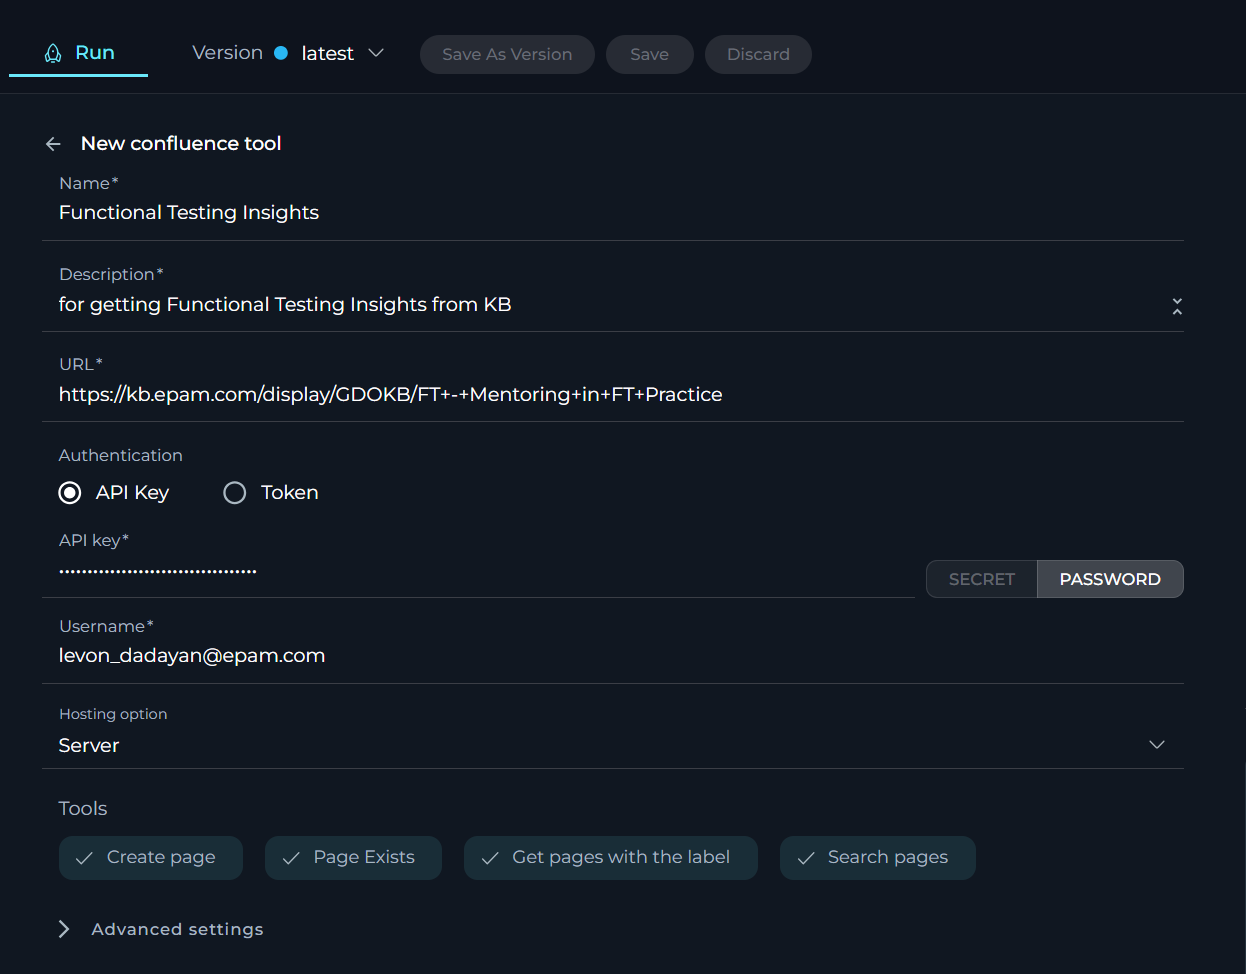 Run Version latest Save As Version Save Discard
New confluence tool
Name*
Functional Testing Insights
Description*
for getting Functional Testing Insights from KB
URL*
https://kb.epam.com/display/GDOKB/FT+-+Mentoring+in+FT+Practice
Authentication
API Key Token
API key*
•••••••••••••••••••••••••••••••••••
SECRET PASSWORD
Username*
levon_dadayan@epam.com
Hosting option
Server
Tools
Create page Page Exists Get pages with the label Search pages
Advanced settings